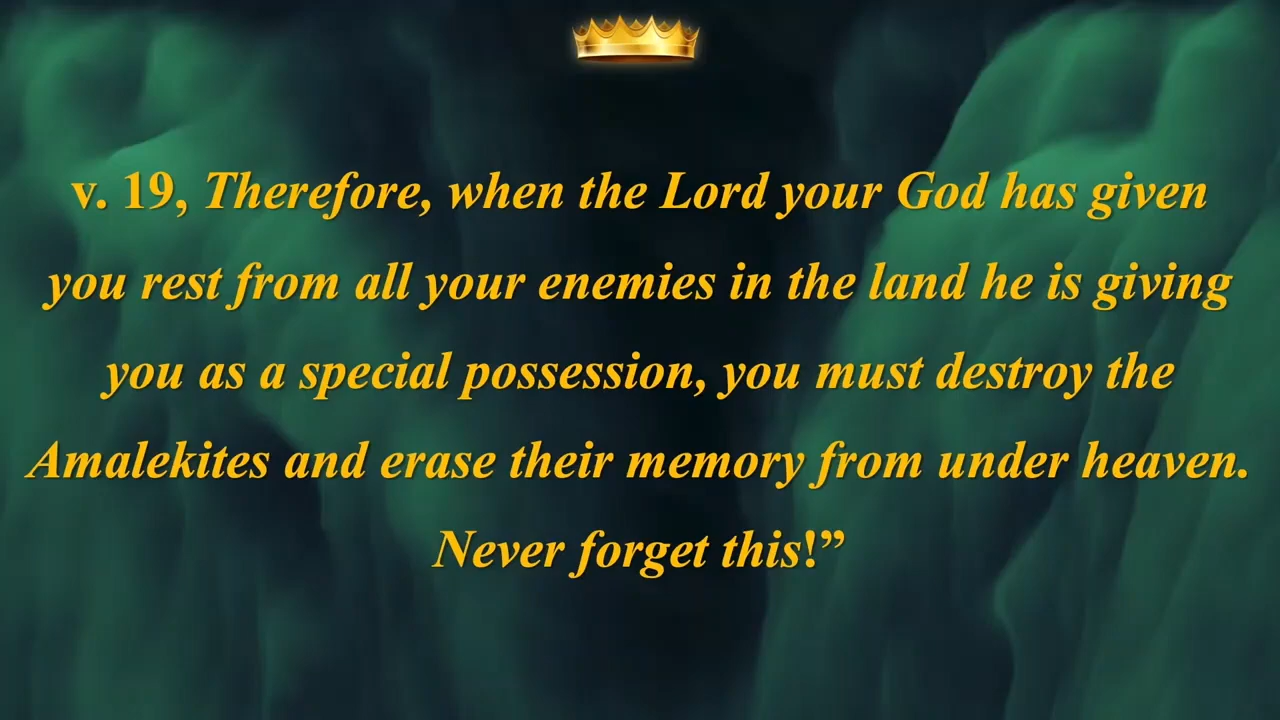 v. 19, Therefore, when the Lord your God has given
you rest from all your enemies in the land he is giving
you as a special possession, you must destroy the
Amalekites and erase their memory from under heaven.
Never forget this!”